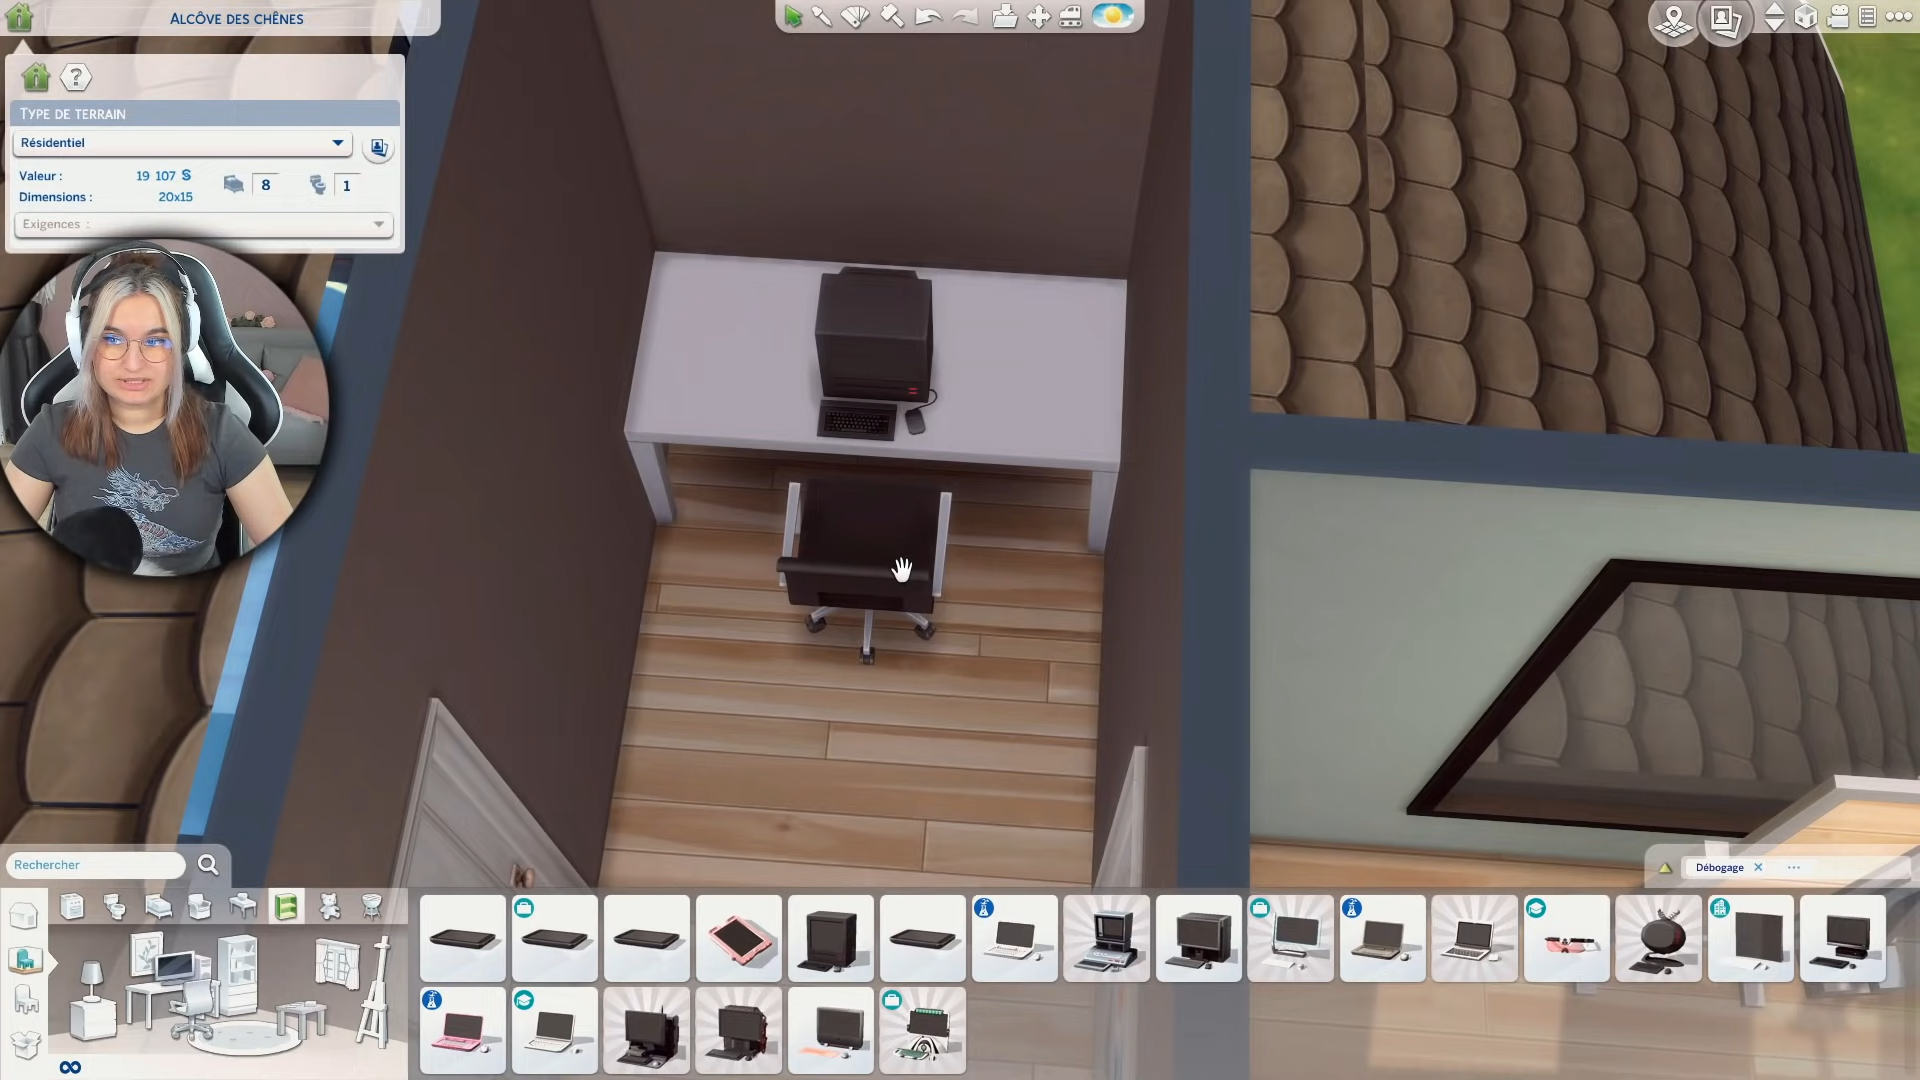 ALCÔVE DES CHÊNES
TYPE DE TERRAIN
Résidentiel
Valeur : 19 107 8 1
Dimensions : 20x15
Exigences :
Rechercher
Débogage